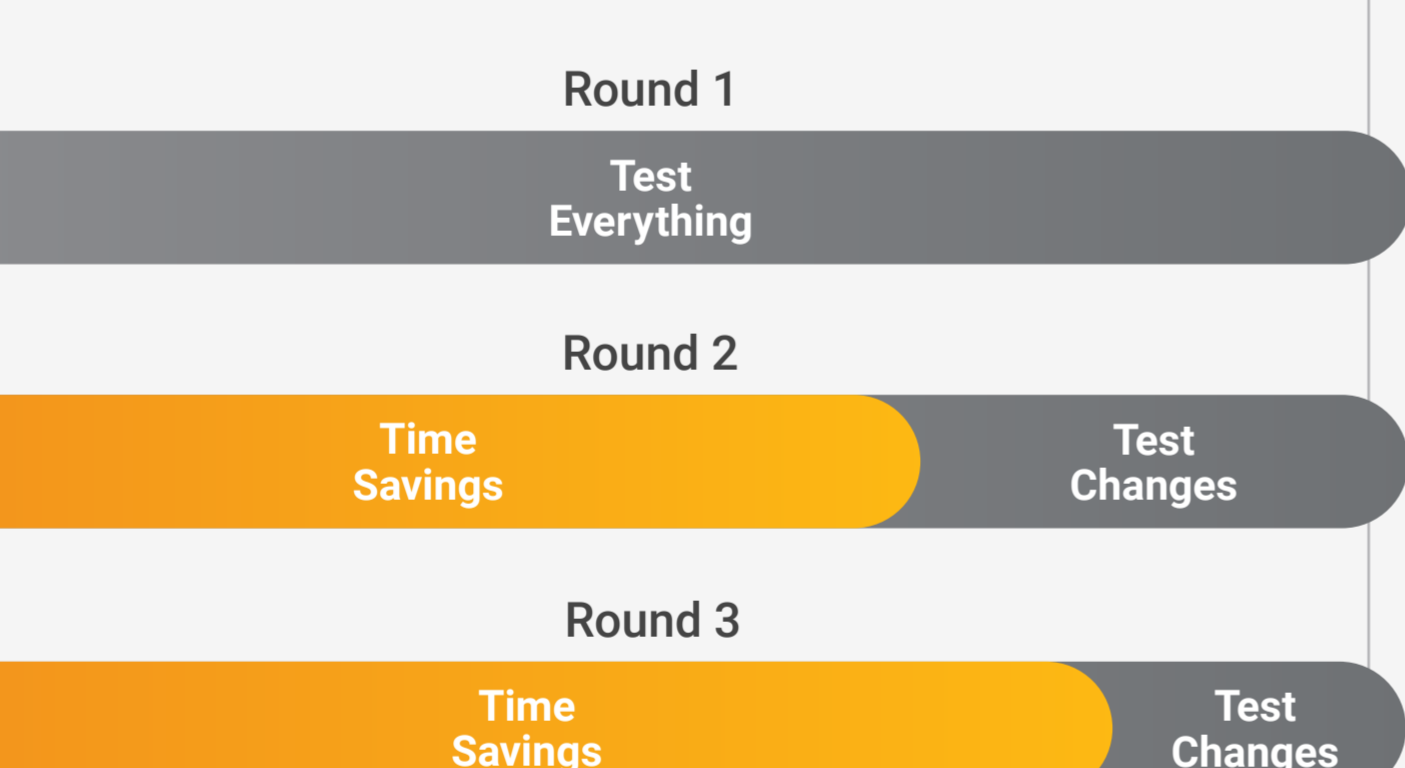 Round 1
Test
Everything
Round 2
Time
Savings
Test
Changes
Round 3
Time
Savings
Test
Changes